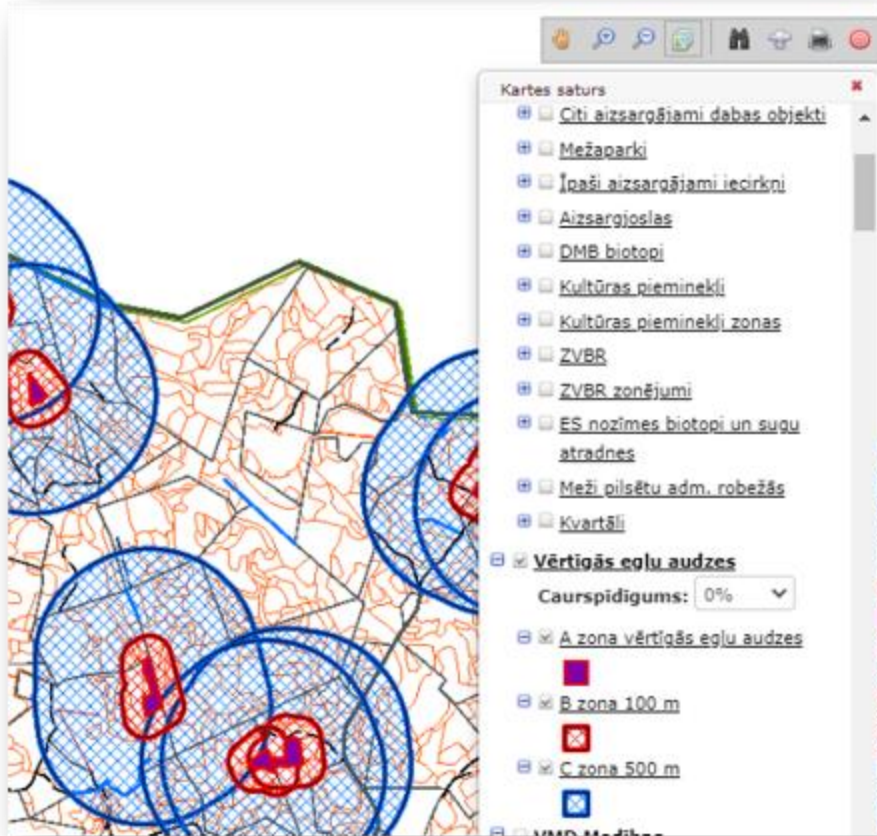 Kartes saturs
Citi aizsargājami dabas objekti
Mežaparki
Īpaši aizsargājami iecirkņi
Aizsargjoslas
DMB biotopi
Kultūras pieminekļi
Kultūras pieminekļi zonas
ZVBR
ZVBR zonējumi
ES nozīmes biotopi un sugu
atradnes
Meži pilsētu adm. robežās
Kvartāli
Vērtīgās egļu audzes
Caurspīdīgums: 0%
A zona vērtīgās egļu audzes
B zona 100 m
C zona 500 m
VMD Medības